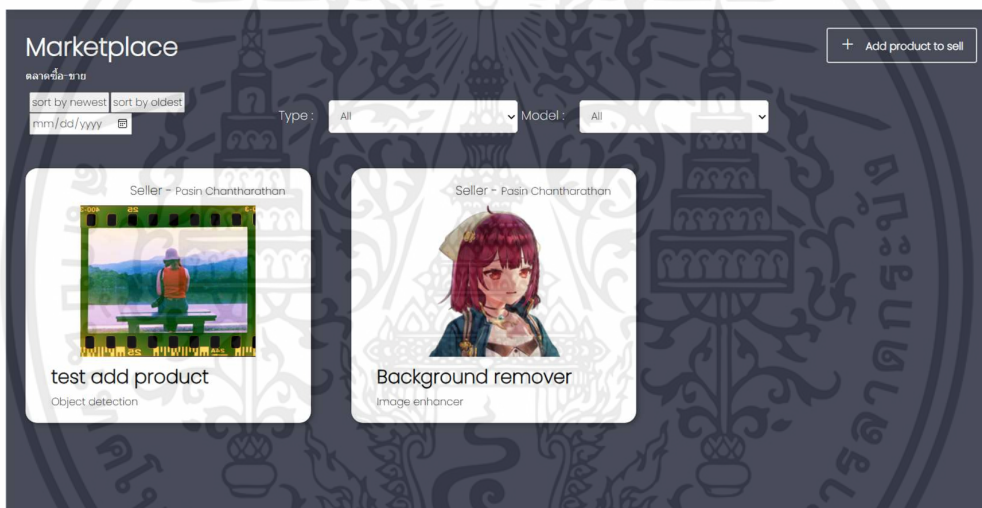 Marketplace
+ Add product to sell
ตลาดซื้อ-ขาย
sort by newest sort by oldest
mm/dd/yyyy
Type : All Model : All
Seller - Pasin Chantharathan
Seller - Pasin Chantharathan
test add product
Object detection
Background remover
Image enhancer